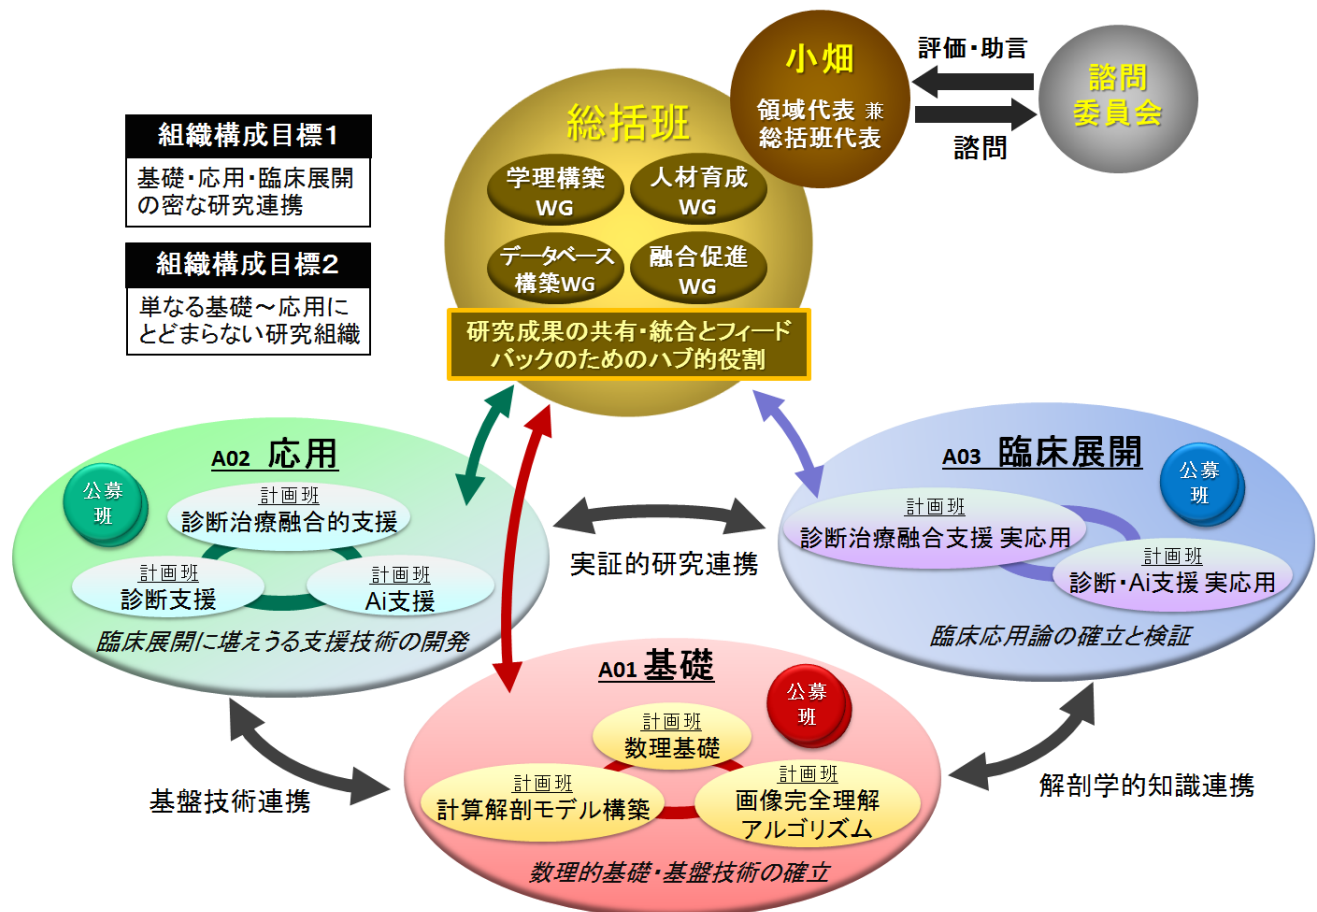 小畑
領域代表 兼
総括班代表
評価・助言
諮問
諮問
委員会
総括班
学理構築
WG
人材育成
WG
データベース
構築WG
融合促進
WG
研究成果の共有・統合とフィード
バックのためのハブ的役割
組織構成目標1
基礎・応用・臨床展開
の密な研究連携
組織構成目標2
単なる基礎～応用に
とどまらない研究組織
A02 応用
公募
班
計画班
診断治療融合的支援
計画班
診断支援
計画班
Ai支援
臨床展開に堪えうる支援技術の開発
実証的研究連携
A03 臨床展開
公募
班
計画班
診断治療融合支援 実応用
計画班
診断・Ai支援 実応用
臨床応用論の確立と検証
A01 基礎
公募
班
計画班
数理基礎
計画班
計算解剖モデル構築
計画班
画像完全理解
アルゴリズム
数理的基礎・基盤技術の確立
基盤技術連携
解剖学的知識連携